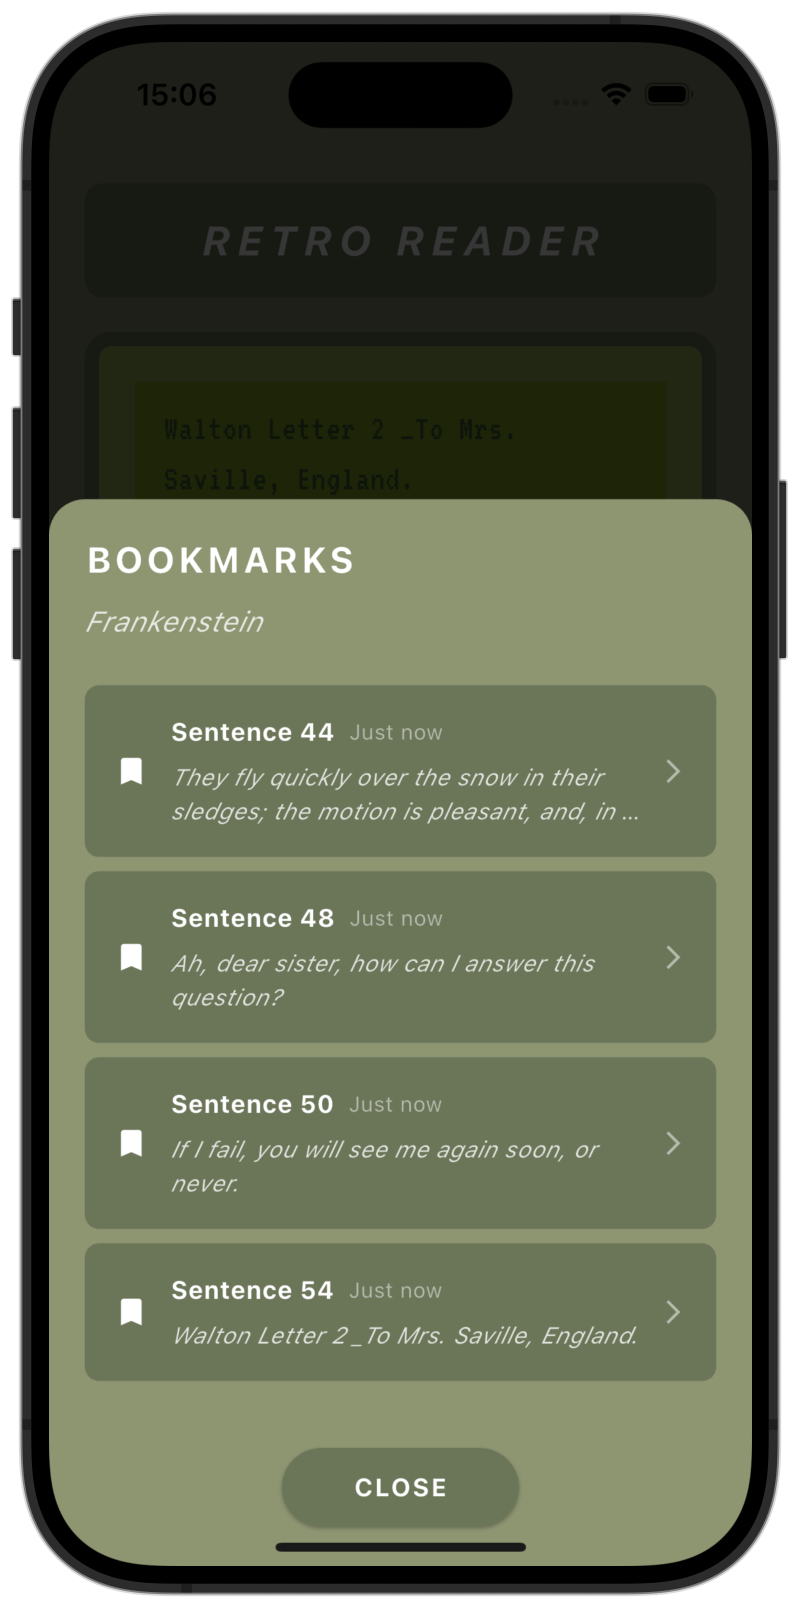 15:06
RETRO READER
Walton Letter 2 _To Mrs.
Saville, England.
BOOKMARKS
Frankenstein
Sentence 44 Just now
They fly quickly over the snow in their
sledges; the motion is pleasant, and, in ...
Sentence 48 Just now
Ah, dear sister, how can I answer this
question?
Sentence 50 Just now
If I fail, you will see me again soon, or
never.
Sentence 54 Just now
Walton Letter 2 _To Mrs. Saville, England.
CLOSE